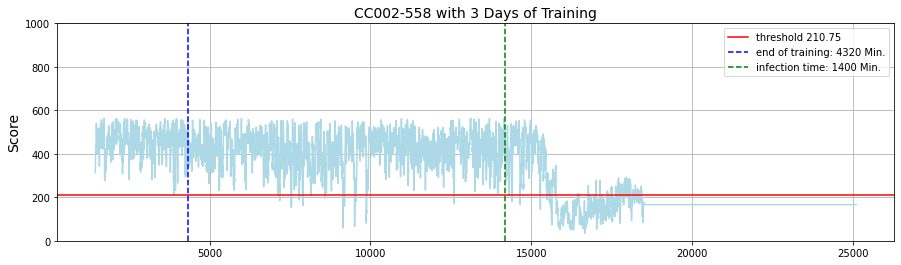 CC002-558 with 3 Days of Training
1000
800
600
400
200
0
Score
threshold 210.75
end of training: 4320 Min.
infection time: 1400 Min.
5000
10000
15000
20000
25000